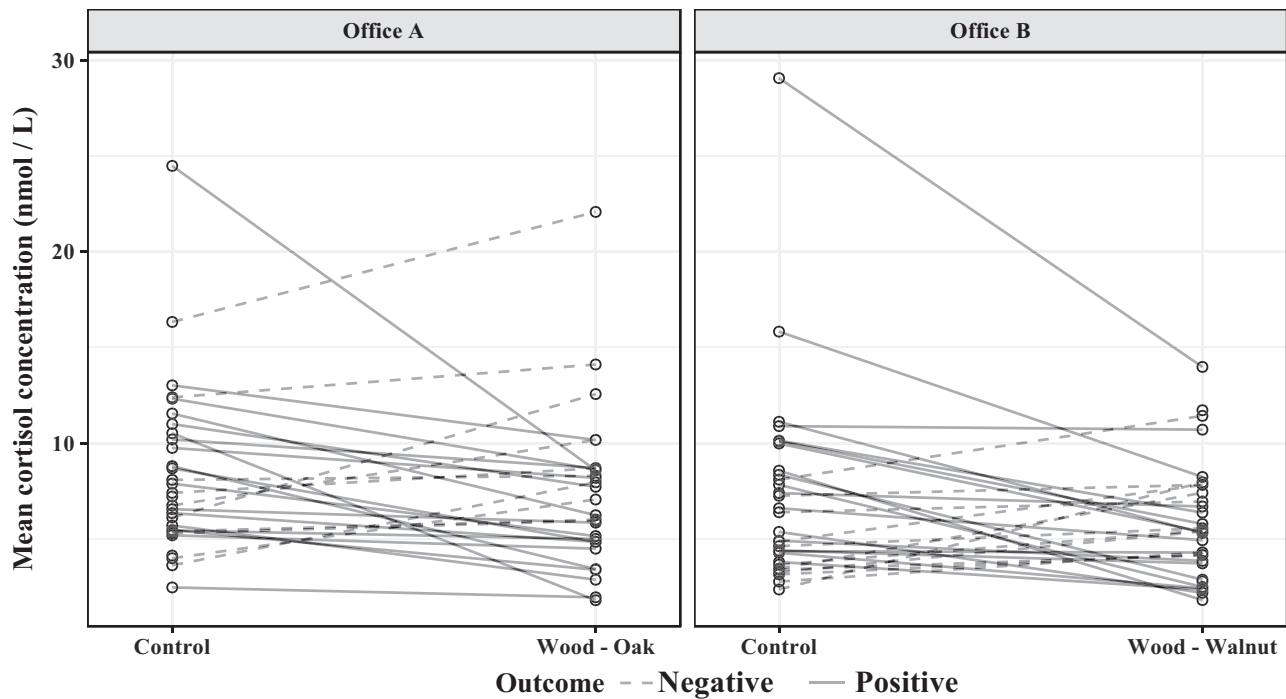 Office A
Office B
Mean cortisol concentration (nmol / L)
30
20
10
Control
Wood - Oak
Control
Wood - Walnut
Outcome Negative Positive